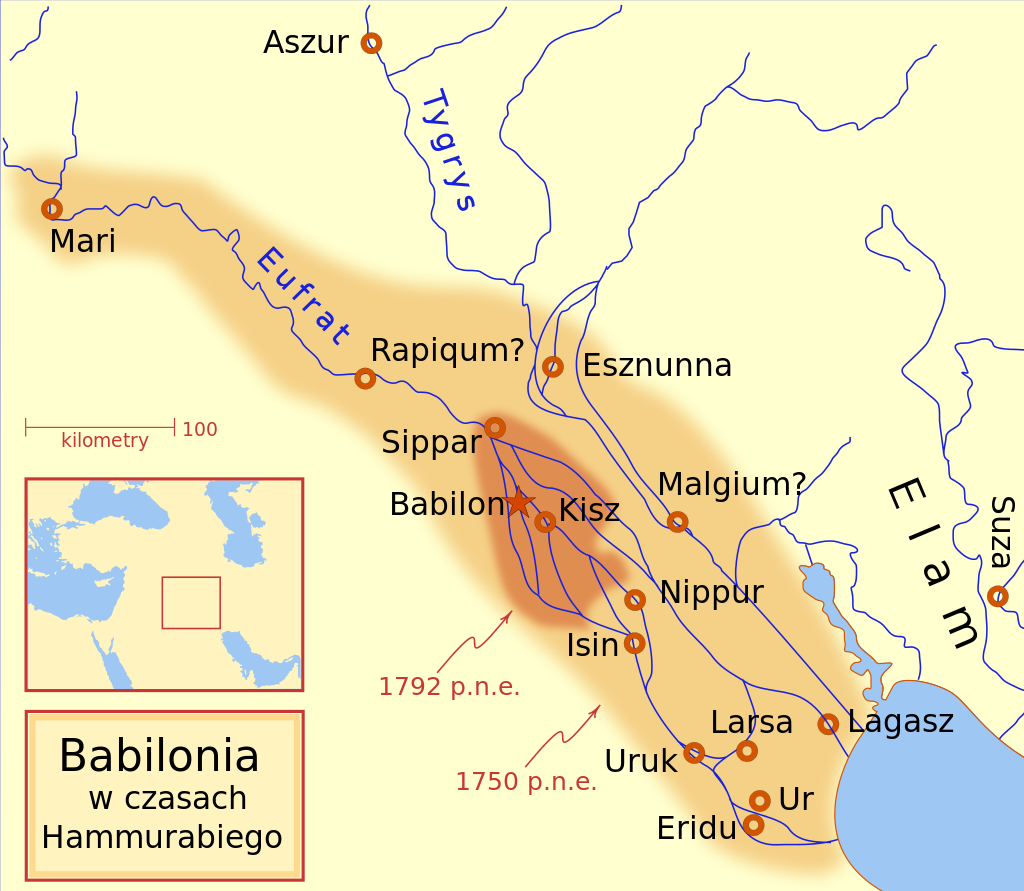 Aszur
Tygrys
Mari
Eufrat
Rapiqum?
Esznunna
100
kilometry
Sippar
Malgium?
Babilon
Kisz
Elam
Suza
Nippur
Isin
1792 p.n.e.
Larsa
Lagasz
Uruk
1750 p.n.e.
Ur
Eridu
Babilonia
w czasach
Hammurabiego